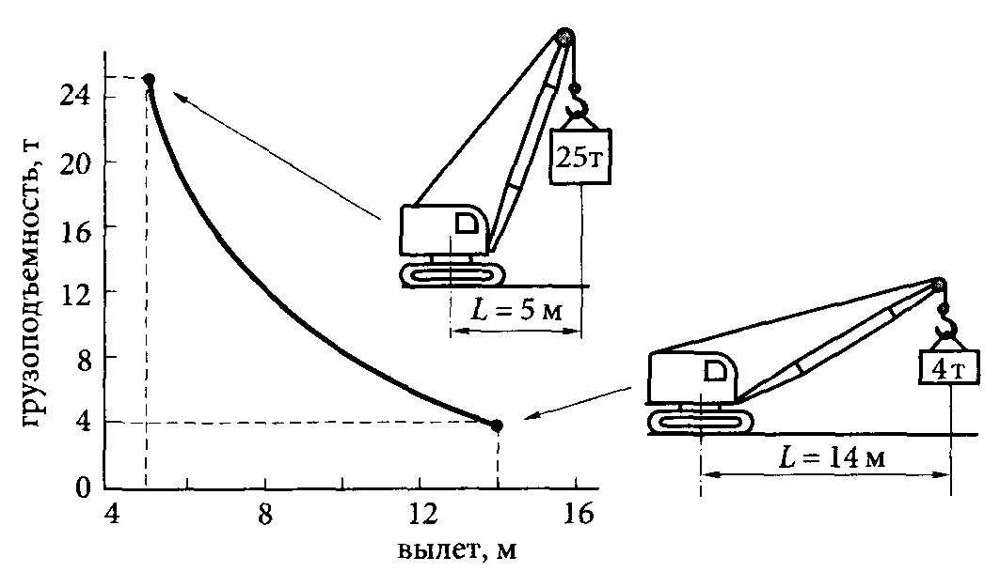 грузоподъемность, т
24
20
16
12
8
4
0
4
8
12
16
вылет, м
25т
L = 5 м
4т
L = 14 м